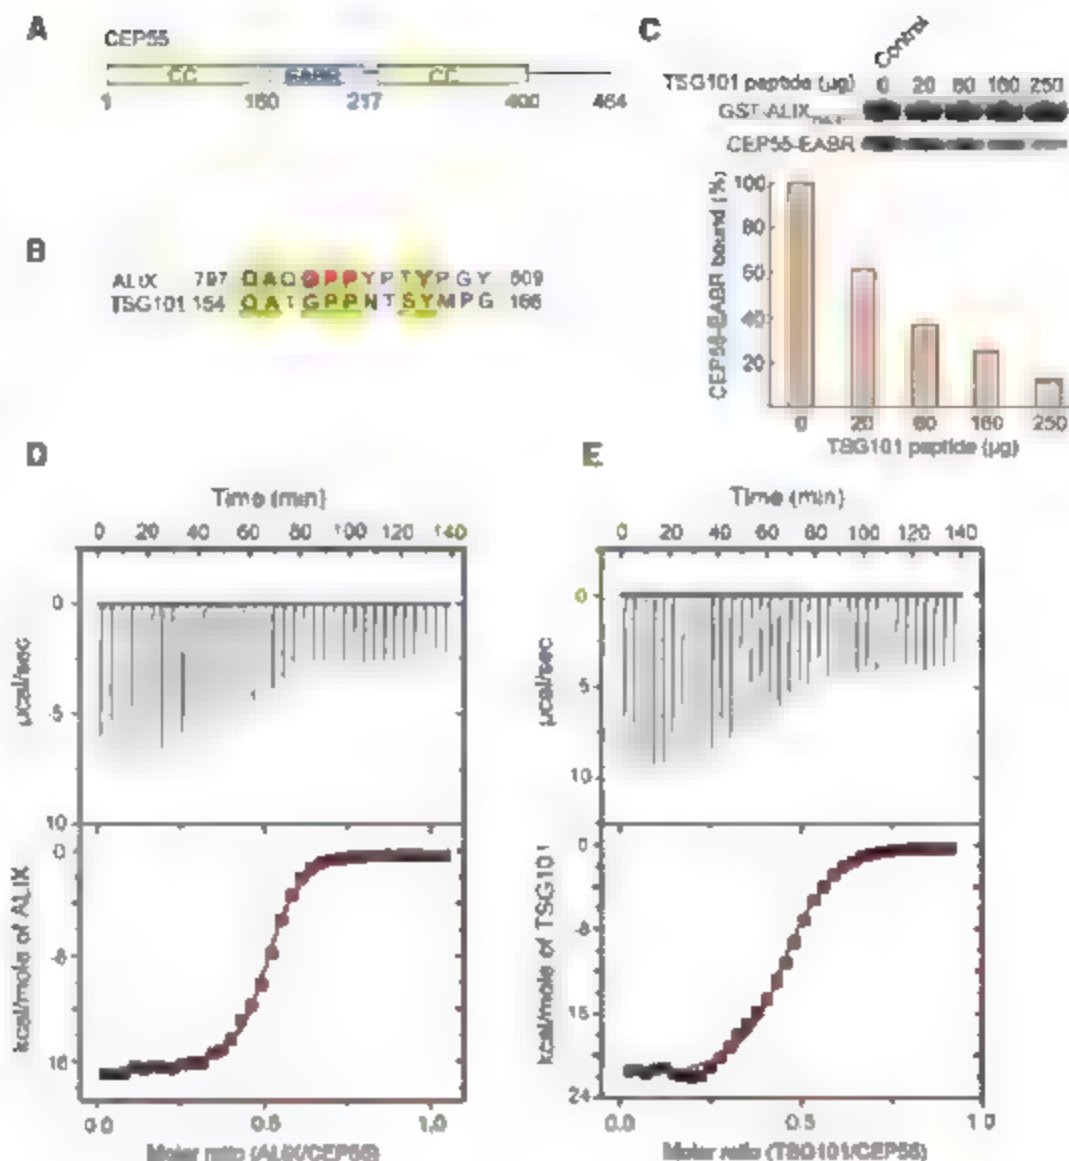 A
CEP55
CC EABR CC
1 160 217 400 464
B
ALIX 797 QAQGPPYPTYPGY 809
TSG101 154 QATGPPNTSYMPG 166
C
Control
TSG101 peptide (µg) 0 20 80 160 250
GST-ALIX
CEP55-EABR
CEP55-EABR bound (%)
100
80
60
40
20
0 20 80 160 250
TSG101 peptide (µg)
D
Time (min)
0 20 40 60 80 100 120 140
µcal/sec
0
-5
10
kcal/mole of ALIX
0
-8
16
0.0 0.5 1.0
Molar ratio (ALIX/CEP55)
E
Time (min)
0 20 40 60 80 100 120 140
µcal/sec
0
5
10
kcal/mole of TSG101
0
-8
15
24
0.0 0.5 1.0
Molar ratio (TSG101/CEP55)